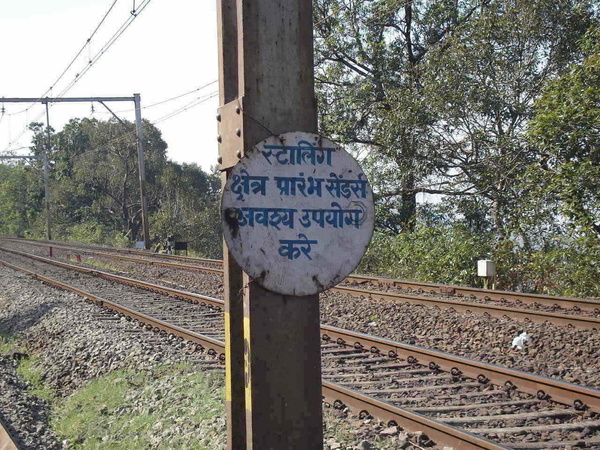 स्टालिंग
क्षेत्र प्रारंभ सेंडर्स
अवश्य उपयोग
करे